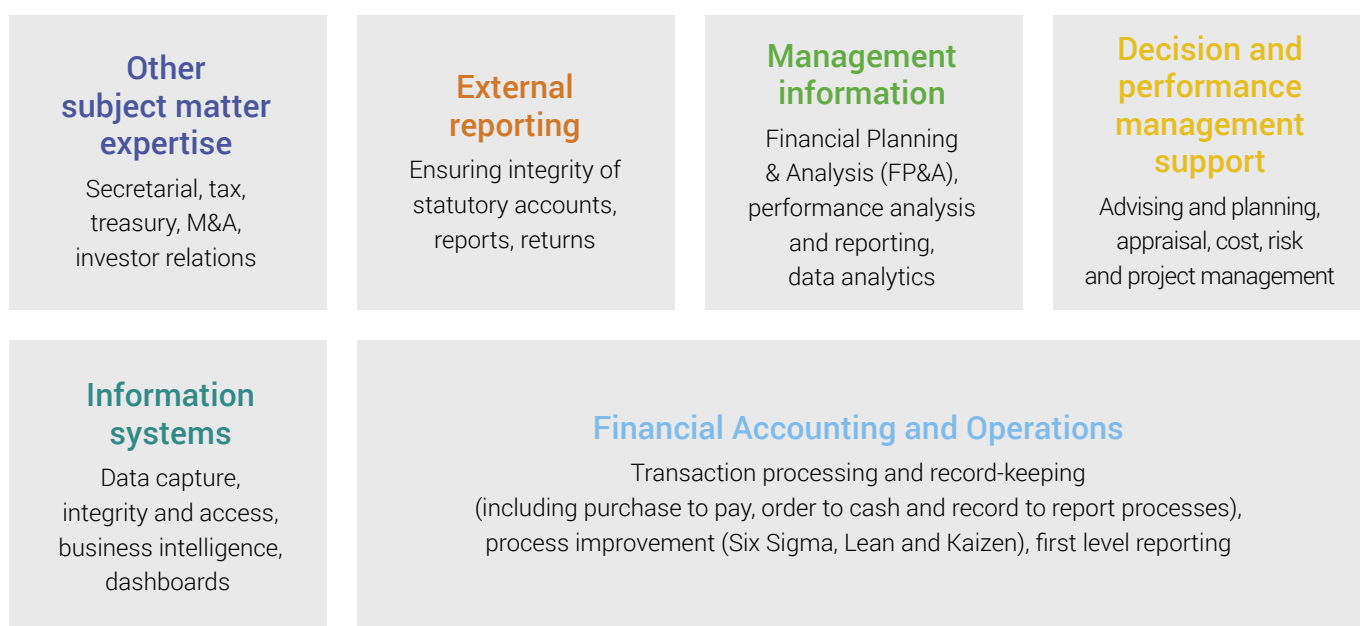 Other
subject matter
expertise
Secretarial, tax,
treasury, M&A,
investor relations
External
reporting
Ensuring integrity of
statutory accounts,
reports, returns
Management
information
Financial Planning
& Analysis (FP&A),
performance analysis
and reporting,
data analytics
Decision and
performance
management
support
Advising and planning,
appraisal, cost, risk
and project management
Information
systems
Data capture,
integrity and access,
business intelligence,
dashboards
Financial Accounting and Operations
Transaction processing and record-keeping
(including purchase to pay, order to cash and record to report processes),
process improvement (Six Sigma, Lean and Kaizen), first level reporting